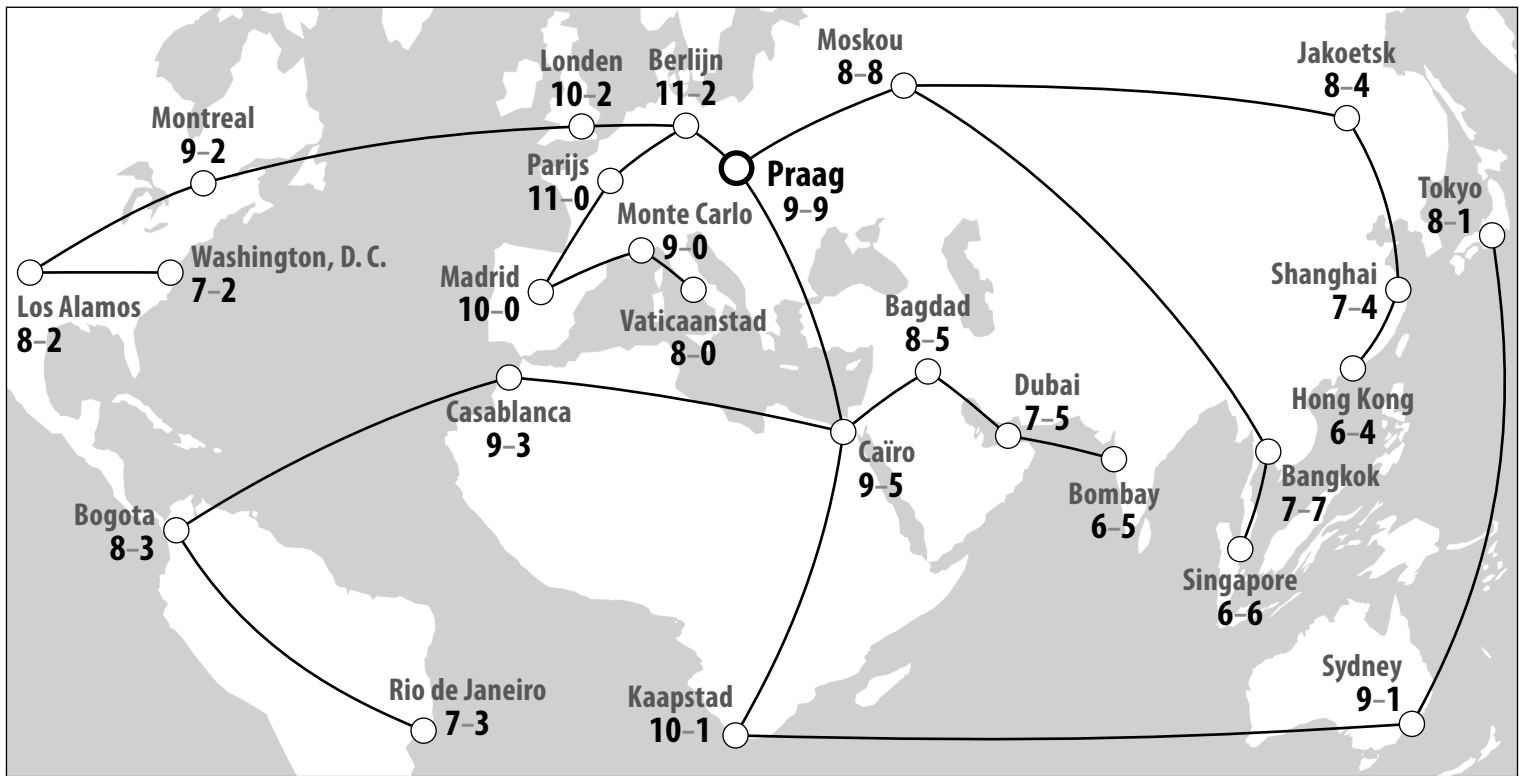 Moskou
8–8
Jakoetsk
8–4
Londen
10–2
Berlijn
11–2
Montreal
9–2
Parijs
11–0
Praag
9–9
Tokyo
8–1
Monte Carlo
9–0
Washington, D. C.
7–2
Madrid
10–0
Shanghai
7–4
Los Alamos
8–2
Vaticaanstad
8–0
Bagdad
8–5
Dubai
7–5
Hong Kong
6–4
Casablanca
9–3
Caïro
9–5
Bombay
6–5
Bangkok
7–7
Bogota
8–3
Singapore
6–6
Rio de Janeiro
7–3
Kaapstad
10–1
Sydney
9–1